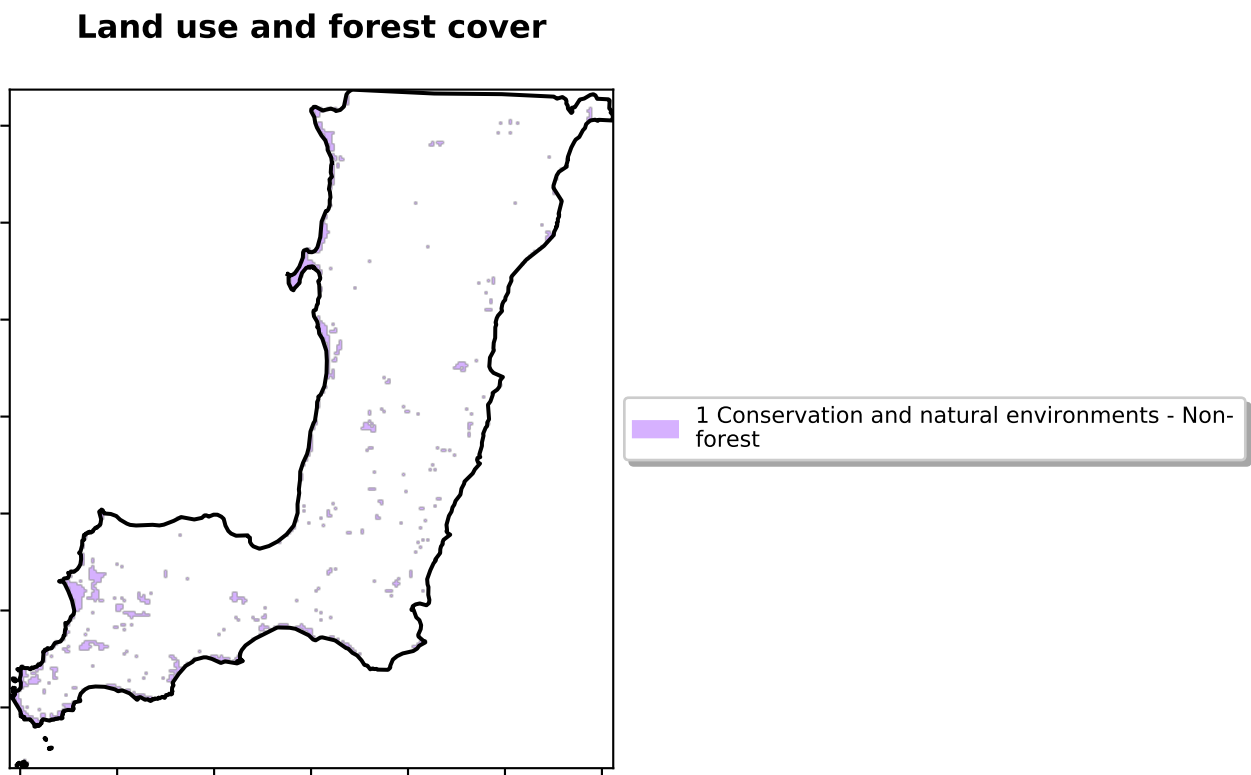 Land use and forest cover
1 Conservation and natural environments - Non-
forest